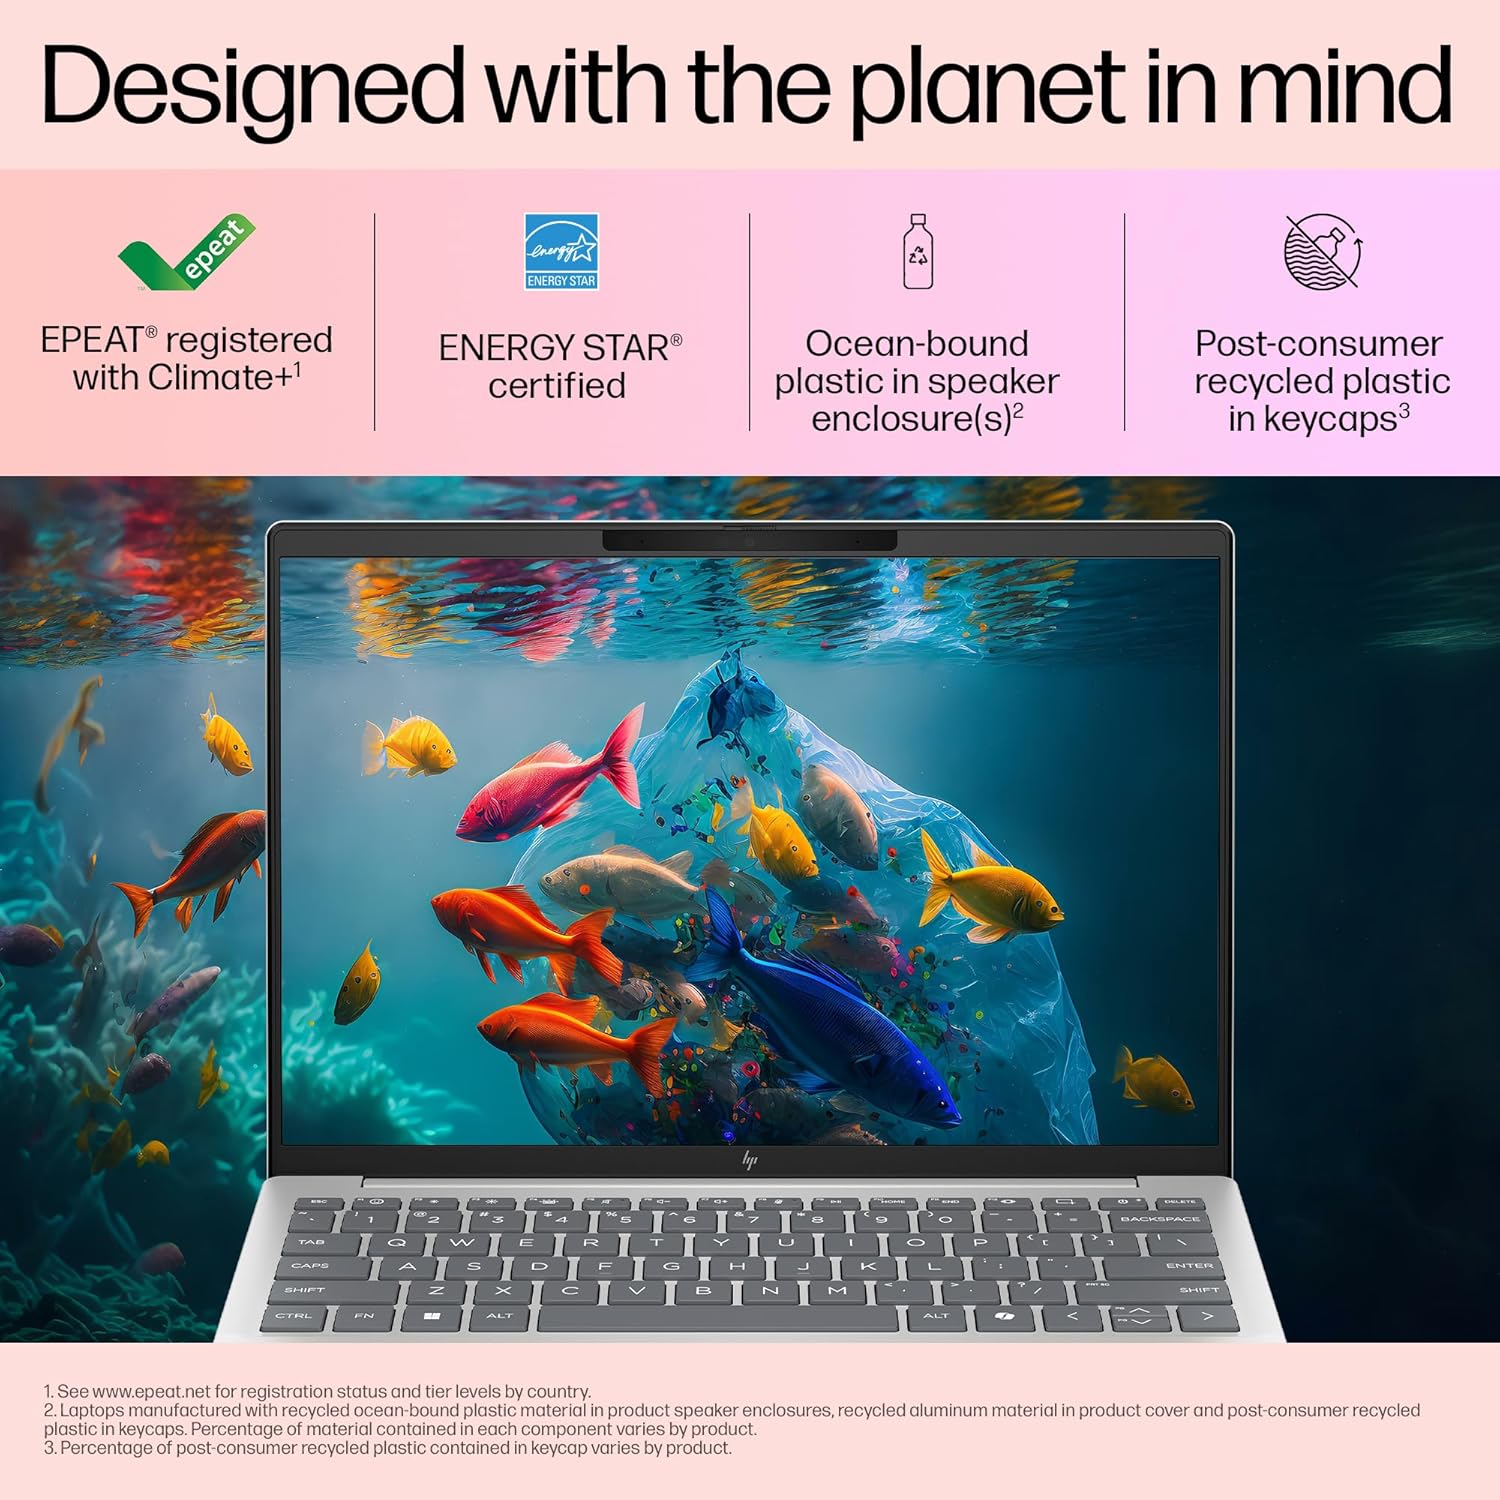 Designed with the planet in mind
epeat
TM
EPEAT® registered
with Climate+¹
energy
ENERGY STAR
ENERGY STAR®
certified
Ocean-bound
plastic in speaker
enclosure(s)²
Post-consumer
recycled plastic
in keycaps³
hp
ESC HOME END DELETE
~ ` ! 1 @ 2 # 3 $ 4 % 5 ^ 6 & 7 * 8 ( 9 ) 0 _ - + = BACKSPACE
TAB Q W E R T Y U I O P { [ } ] | \
CAPS A S D F G H J K L : ; " ' ENTER
SHIFT Z X C V B N M < , > . ? / SHIFT
CTRL FN ALT ALT < >
1. See www.epeat.net for registration status and tier levels by country.
2. Laptops manufactured with recycled ocean-bound plastic material in product speaker enclosures, recycled aluminum material in product cover and post-consumer recycled
plastic in keycaps. Percentage of material contained in each component varies by product.
3. Percentage of post-consumer recycled plastic contained in keycap varies by product.